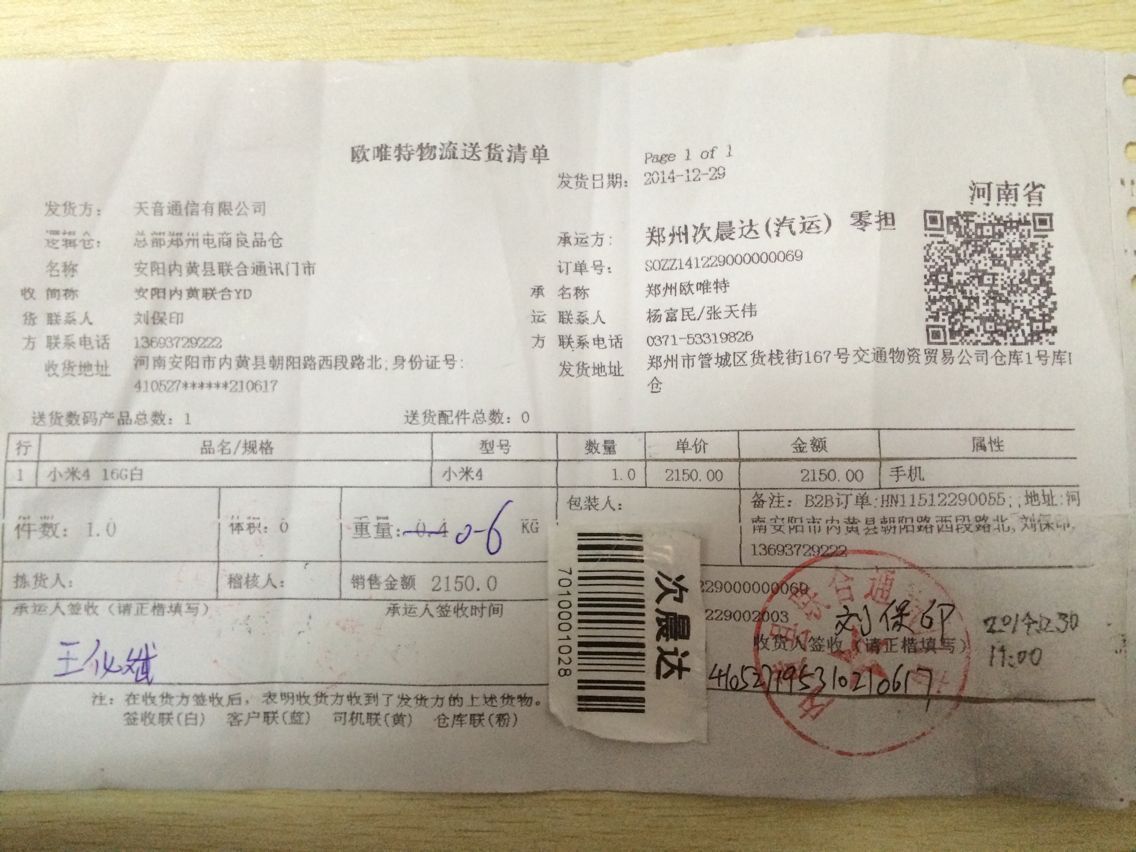 欧唯特物流送货清单
Page 1 of 1
发货日期： 2014-12-29
河南省
发货方： 天音通信有限公司
逻辑仓： 总部郑州电商良品仓
承运方： 郑州次晨达(汽运) 零担
名称 安阳内黄县联合通讯门市
订单号： SOZZ141229000000069
收 简称 安阳内黄联合YD
承 名称 郑州欧唯特
货 联系人 刘保印
运 联系人 杨富民/张天伟
方 联系电话 13693729222
方 联系电话 0371-53319826
收货地址 河南安阳市内黄县朝阳路西段路北;身份证号:
410527******210617
发货地址 郑州市管城区货栈街167号交通物资贸易公司仓库1号库
仓
送货数码产品总数：1 送货配件总数：0
行 品名/规格 型号 数量 单价 金额 属性
1 小米4 16G白 小米4 1.0 2150.00 2150.00 手机
件数：1.0 体积：0 重量：0.4 0.6 KG 包装人：
备注：B2B订单:HN11512290055;;地址:河
南安阳市内黄县朝阳路西段路北,刘保印,
13693729222
拣货人： 稽核人： 销售金额 2150.0
229000000069
229002003
承运人签收（请正楷填写） 承运人签收时间
收货人签收（请正楷填写）
刘保印
2014.12.30
17:00
410527195310210617
次晨达
7010001028
注：在收货方签收后，表明收货方收到了发货方的上述货物。
签收联(白) 客户联(蓝) 司机联(黄) 仓库联(粉)